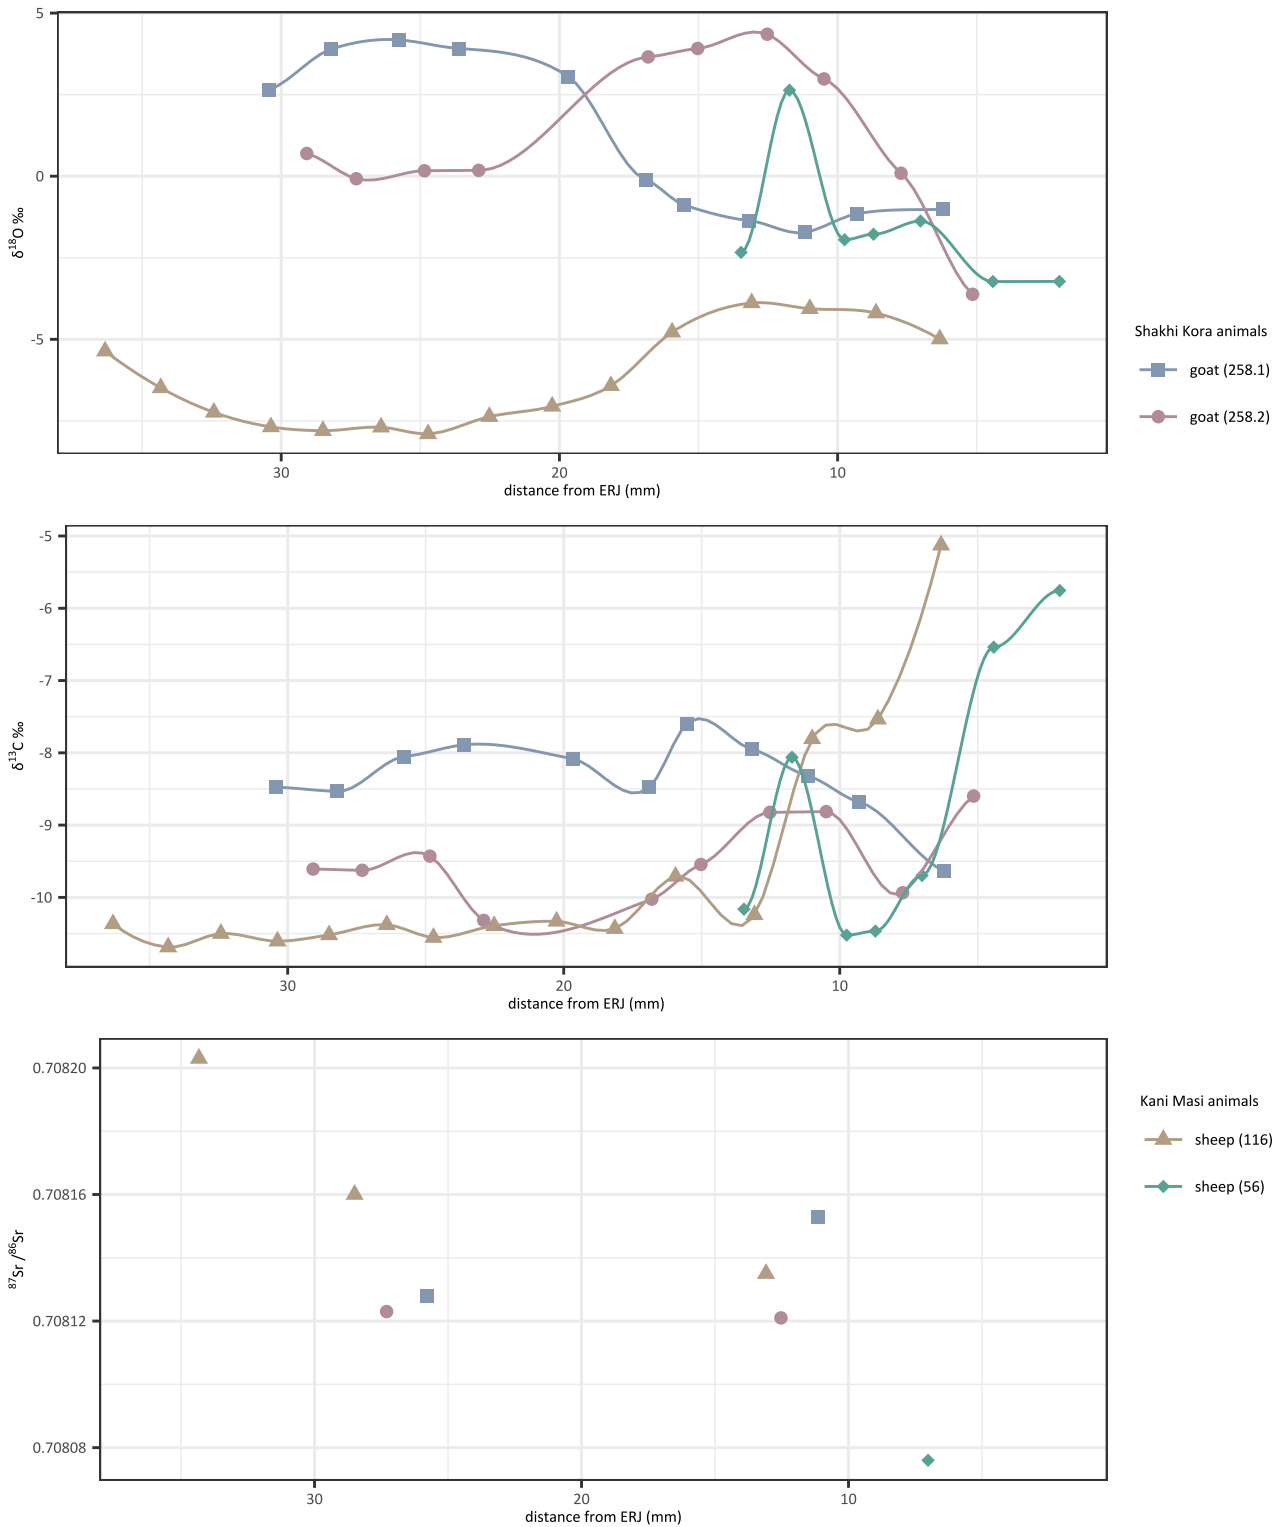 5
0
-5
δ¹⁸O ‰
30 20 10
distance from ERJ (mm)
Shakhi Kora animals
goat (258.1)
goat (258.2)
-5
-6
-7
-8
-9
-10
δ¹³C ‰
30 20 10
distance from ERJ (mm)
0.70820
0.70816
0.70812
0.70808
⁸⁷Sr /⁸⁶Sr
30 20 10
distance from ERJ (mm)
Kani Masi animals
sheep (116)
sheep (56)